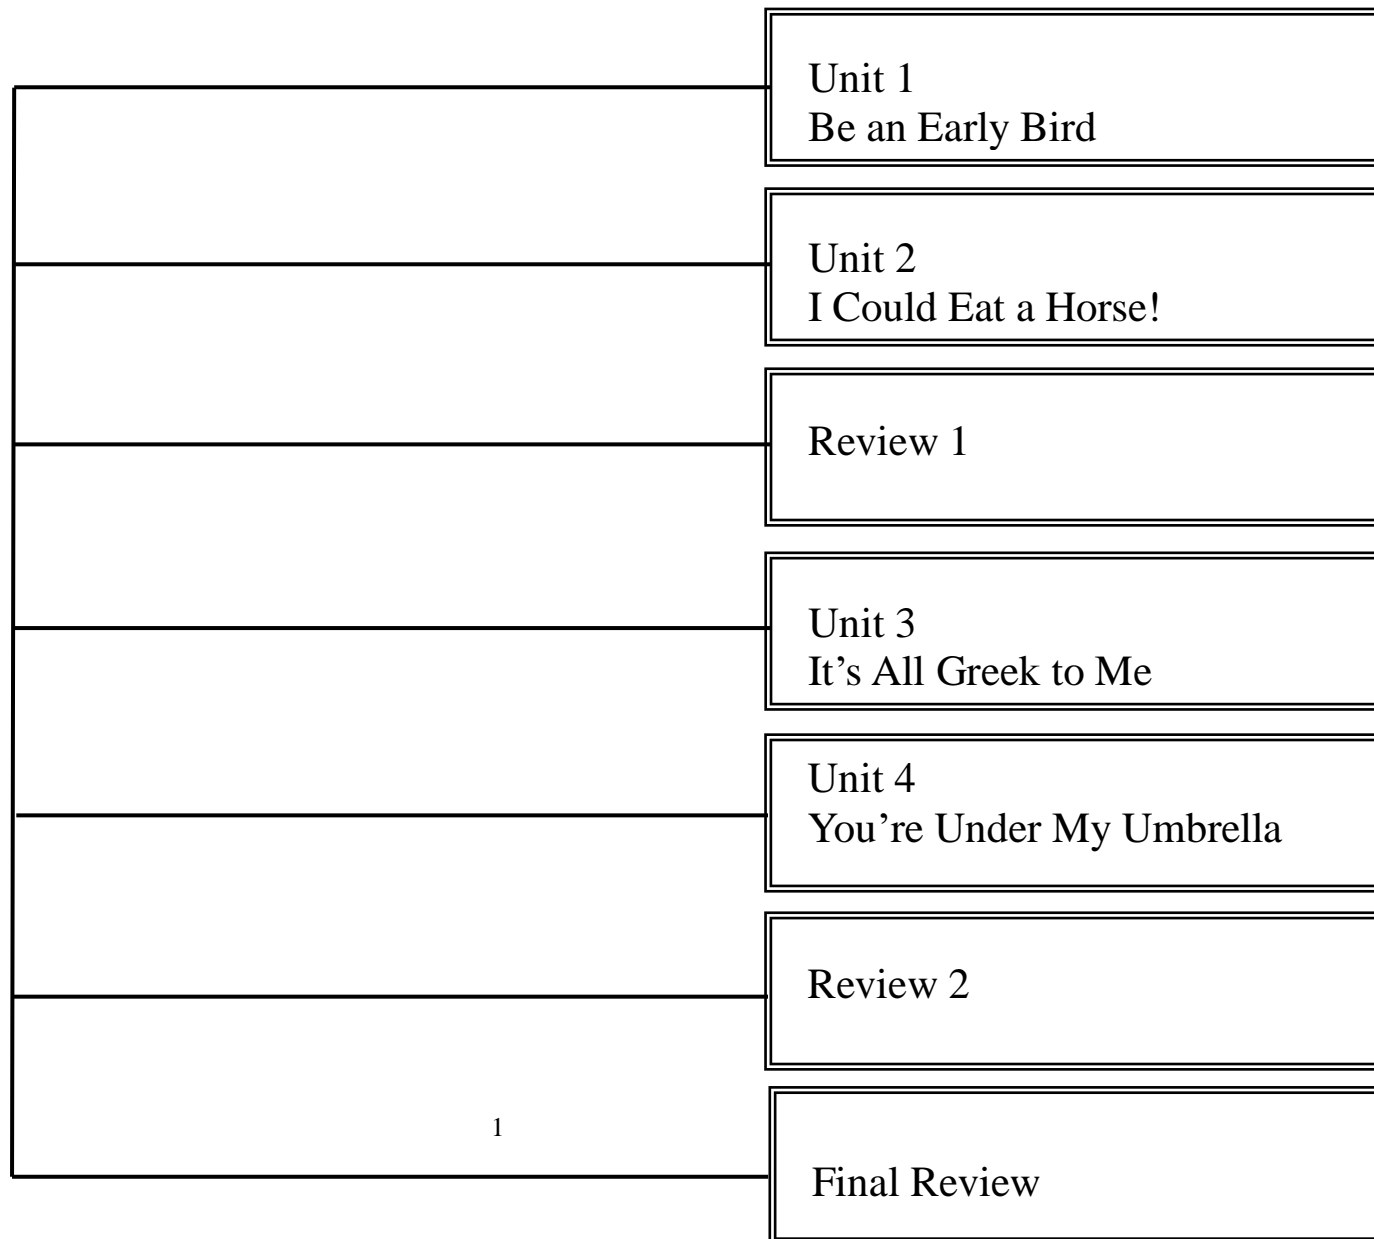 Unit 1
Be an Early Bird
Unit 2
I Could Eat a Horse!
Review 1
Unit 3
It’s All Greek to Me
Unit 4
You’re Under My Umbrella
Review 2
1
Final Review